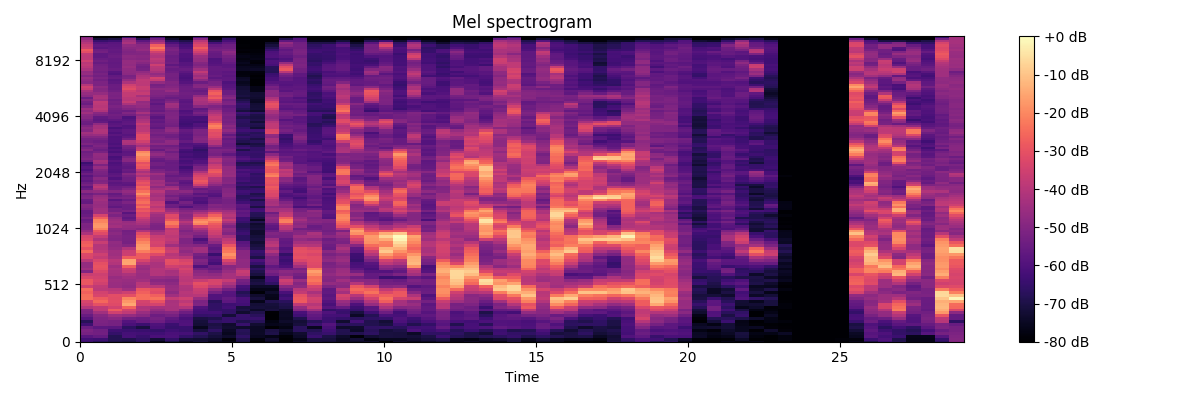 Mel spectrogram
Hz
8192
4096
2048
1024
512
0
0 5 10 15 20 25
Time
+0 dB
-10 dB
-20 dB
-30 dB
-40 dB
-50 dB
-60 dB
-70 dB
-80 dB